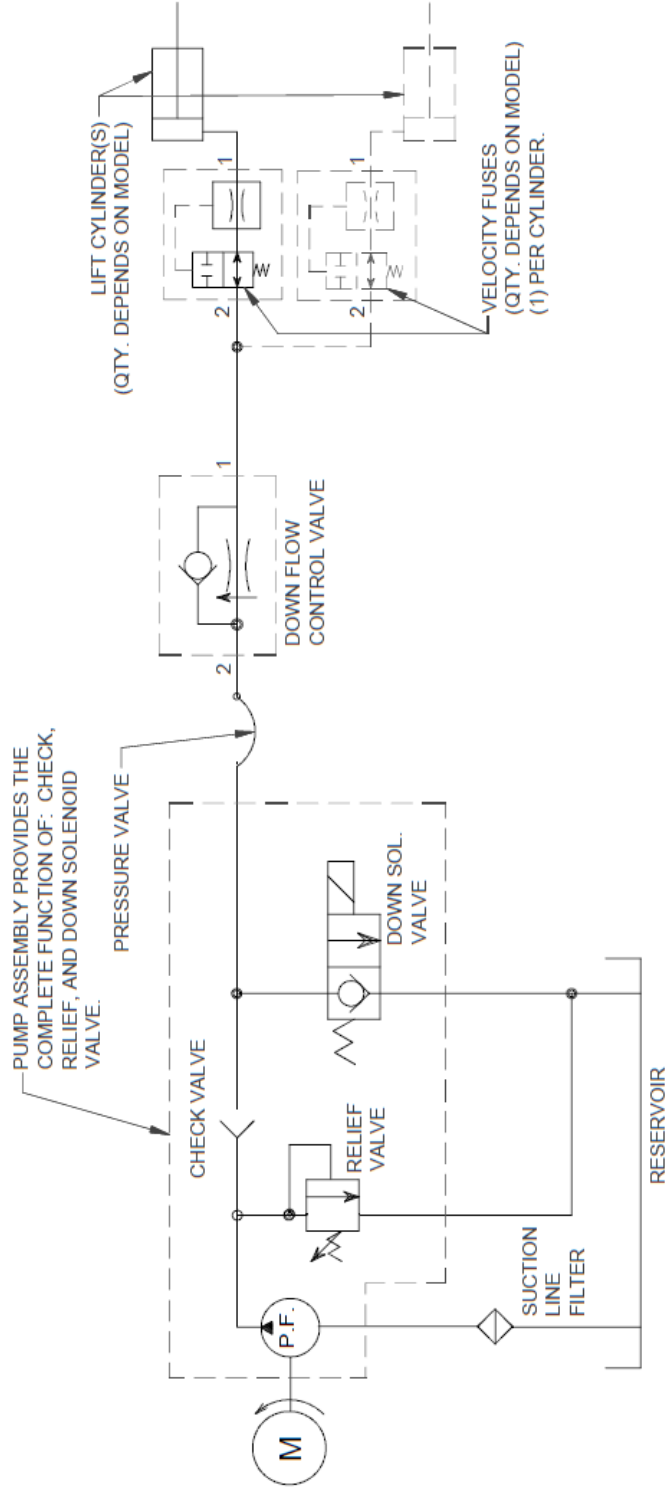 PUMP ASSEMBLY PROVIDES THE
COMPLETE FUNCTION OF: CHECK,
RELIEF, AND DOWN SOLENOID
VALVE.
PRESSURE VALVE
LIFT CYLINDER(S)
(QTY. DEPENDS ON MODEL)
CHECK VALVE
M
P.F.
RELIEF
VALVE
DOWN SOL.
VALVE
2
1
DOWN FLOW
CONTROL VALVE
2
1
2
1
VELOCITY FUSES
(QTY. DEPENDS ON MODEL)
(1) PER CYLINDER.
SUCTION
LINE
FILTER
RESERVOIR